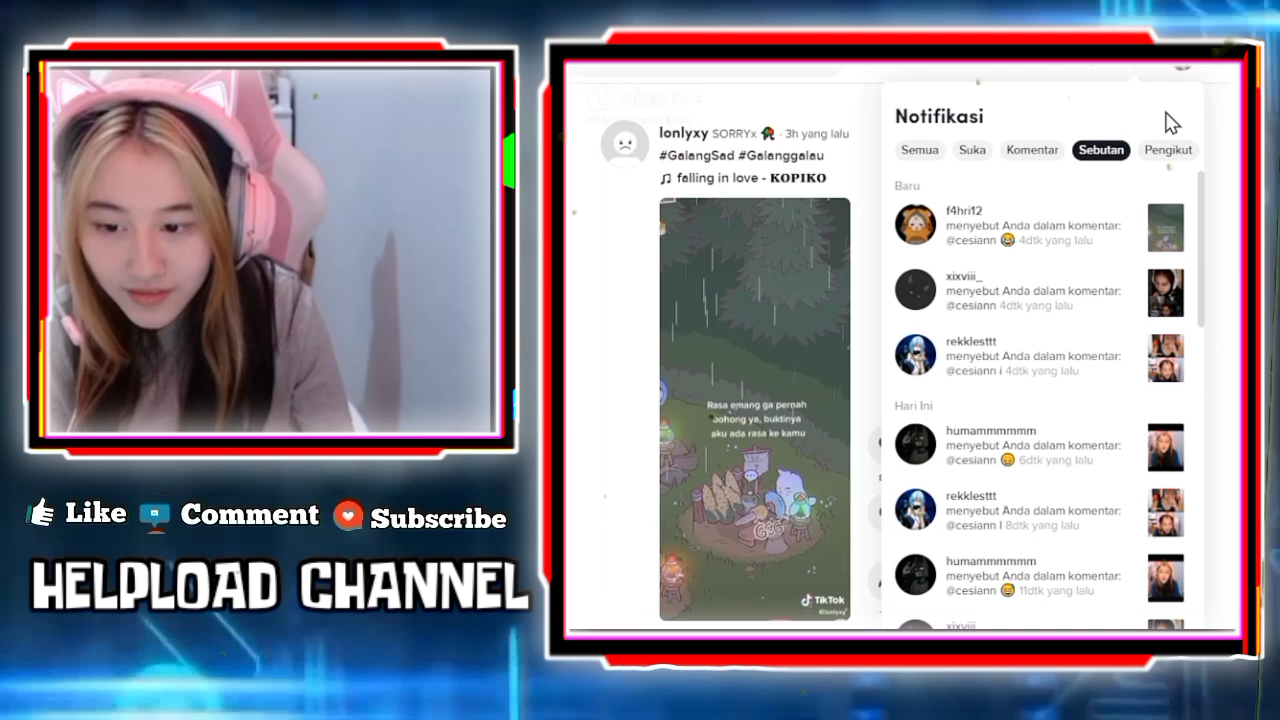 Like
Comment
Subscribe
HELPLOAD CHANNEL
lonlyxy SORRYx · 3h yang lalu
#GalangSad #Galanggalau
♫ falling in love - KOPIKO
Rasa emang ga pernah
bohong ya, buktinya
aku ada rasa ke kamu
TikTok
@lonlyxy
Notifikasi
Semua
Suka
Komentar
Sebutan
Pengikut
Baru
f4hri12
menyebut Anda dalam komentar:
@cesiann 😂 4dtk yang lalu
xixviii_
menyebut Anda dalam komentar:
@cesiann 4dtk yang lalu
rekklesttt
menyebut Anda dalam komentar:
@cesiann i 4dtk yang lalu
Hari Ini
humammmmmm
menyebut Anda dalam komentar:
@cesiann 6dtk yang lalu
rekklesttt
menyebut Anda dalam komentar:
@cesiann l 8dtk yang lalu
humammmmmm
menyebut Anda dalam komentar:
@cesiann 😅 11dtk yang lalu
xixviii